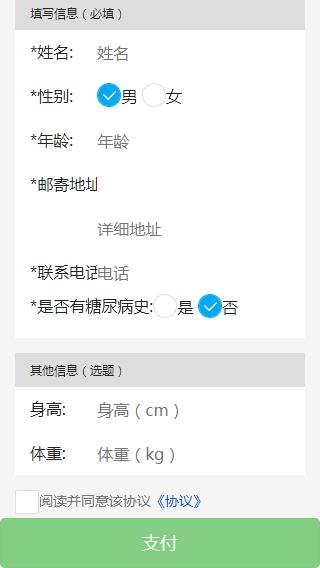 填写信息（必填）
*姓名: 姓名
*性别: 男 女
*年龄: 年龄
*邮寄地址
详细地址
*联系电话 电话
*是否有糖尿病史: 是 否
其他信息（选题）
身高: 身高（cm）
体重: 体重（kg）
阅读并同意该协议《协议》
支付